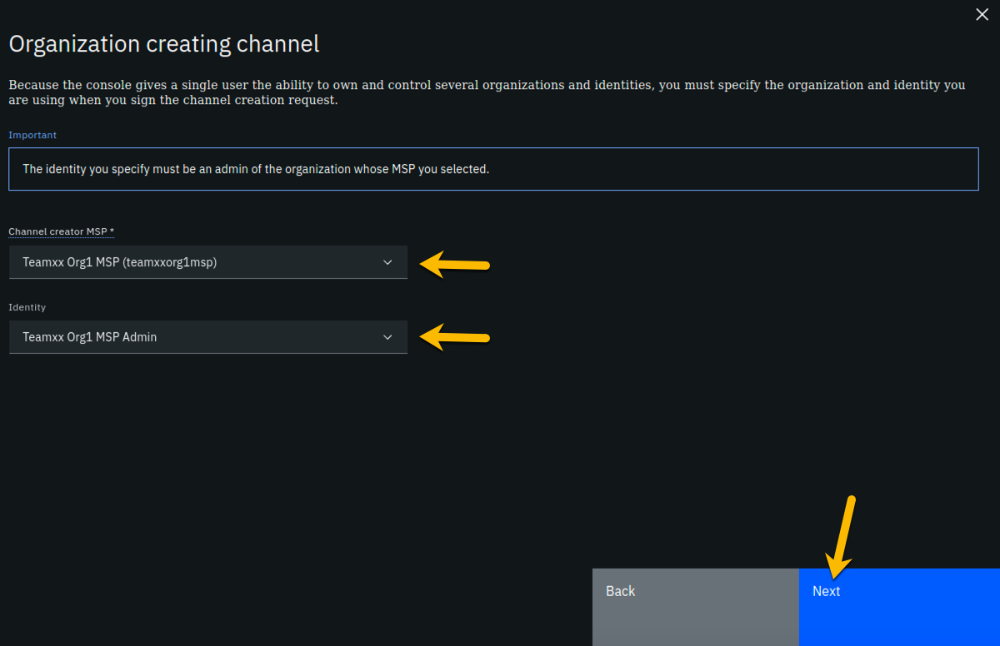 Organization creating channel
Because the console gives a single user the ability to own and control several organizations and identities, you must specify the organization and identity you
are using when you sign the channel creation request.
Important
The identity you specify must be an admin of the organization whose MSP you selected.
Channel creator MSP *
Teamxx Org1 MSP (teamxxorg1msp)
Identity
Teamxx Org1 MSP Admin
Back
Next